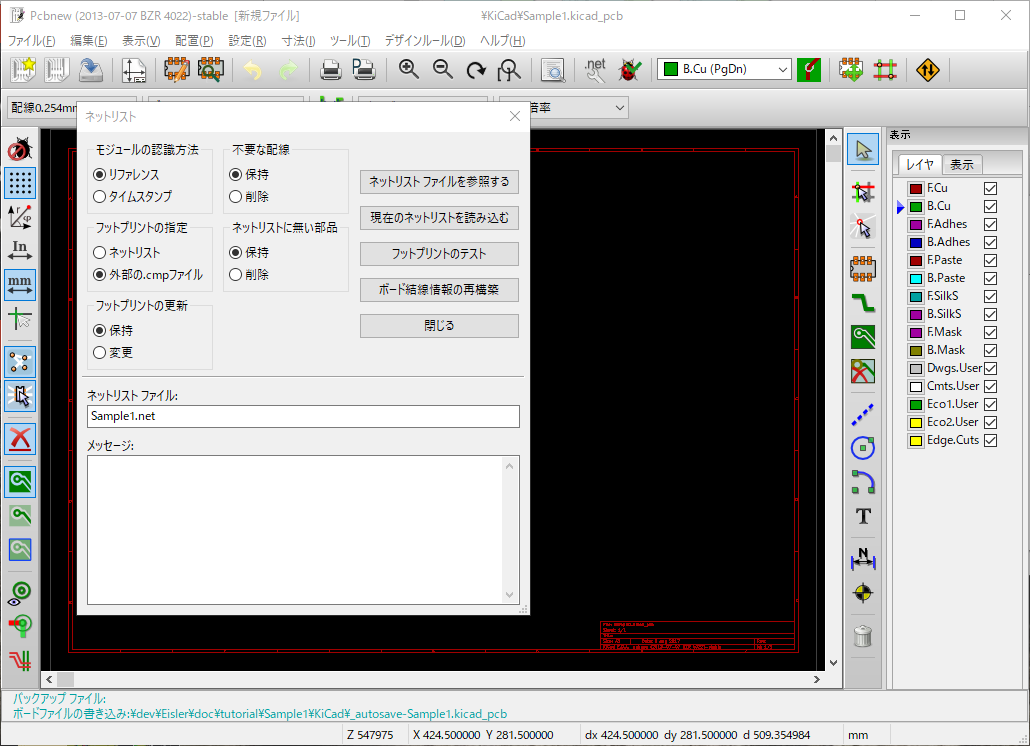 Pcbnew (2013-07-07 BZR 4022)-stable [新規ファイル] ¥KiCad¥Sample1.kicad_pcb
ファイル(F) 編集(E) 表示(V) 配置(P) 設定(R) 寸法(I) ツール(T) デザインルール(D) ヘルプ(H)
.net B.Cu (PgDn)
配線0.254mm 倍率
ネットリスト
モジュールの認識方法
リファレンス
タイムスタンプ
不要な配線
保持
削除
フットプリントの指定
ネットリスト
外部の.cmpファイル
ネットリストに無い部品
保持
削除
フットプリントの更新
保持
変更
ネットリスト ファイルを参照する
現在のネットリストを読み込む
フットプリントのテスト
ボード結線情報の再構築
閉じる
ネットリスト ファイル:
Sample1.net
メッセージ:
In
mm
T
N
表示
レイヤ 表示
F.Cu
B.Cu
F.Adhes
B.Adhes
F.Paste
B.Paste
F.SilkS
B.SilkS
F.Mask
B.Mask
Dwgs.User
Cmts.User
Eco1.User
Eco2.User
Edge.Cuts
バックアップ ファイル:
ボードファイルの書き込み:¥dev¥Eisler¥doc¥tutorial¥Sample1¥KiCad¥_autosave-Sample1.kicad_pcb
Z 547975 X 424.500000 Y 281.500000 dx 424.500000 dy 281.500000 d 509.354984 mm